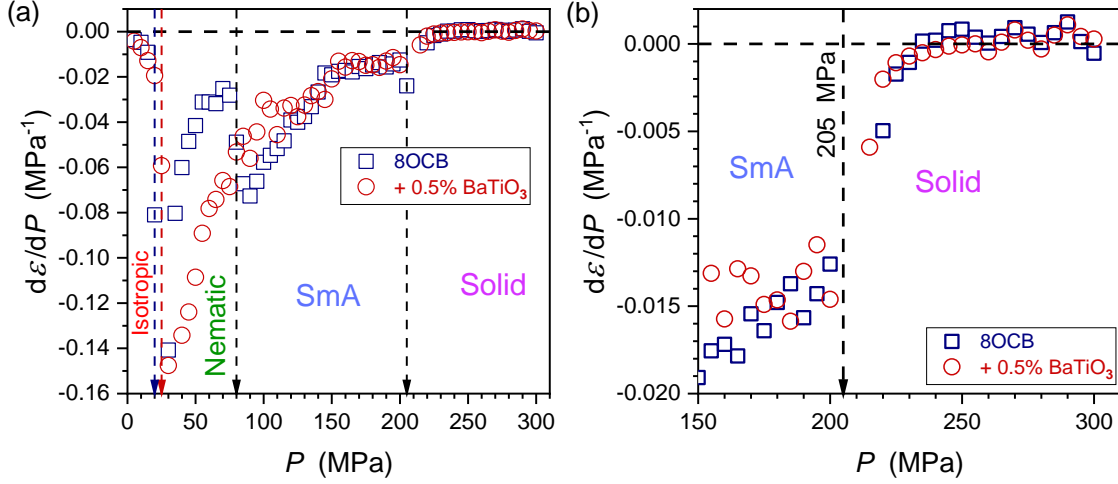 (a)
0.00
-0.02
-0.04
-0.06
-0.08
-0.10
-0.12
-0.14
-0.16
dε/dP (MPa⁻¹)
0 50 100 150 200 250 300
P (MPa)
Isotropic
Nematic
SmA
Solid
8OCB
+ 0.5% BaTiO₃
(b)
0.000
-0.005
-0.010
-0.015
-0.020
dε/dP (MPa⁻¹)
150 200 250 300
P (MPa)
205 MPa
SmA
Solid
8OCB
+ 0.5% BaTiO₃